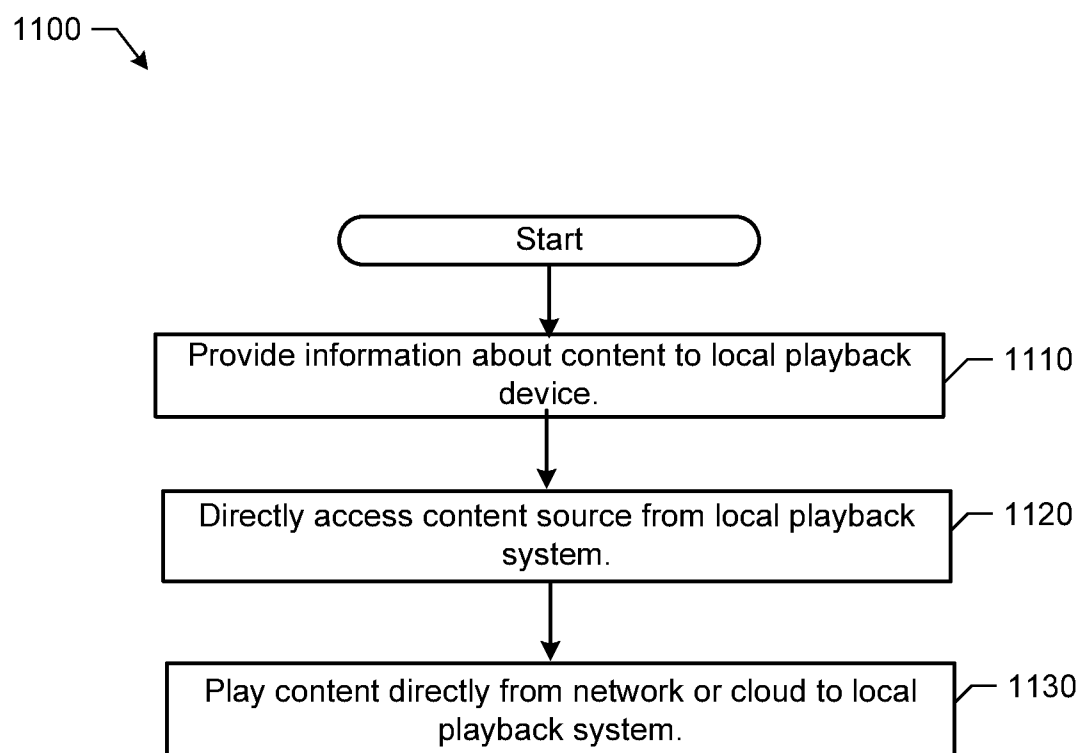 1100
Start
Provide information about content to local playback
device.
1110
Directly access content source from local playback
system.
1120
Play content directly from network or cloud to local
playback system.
1130